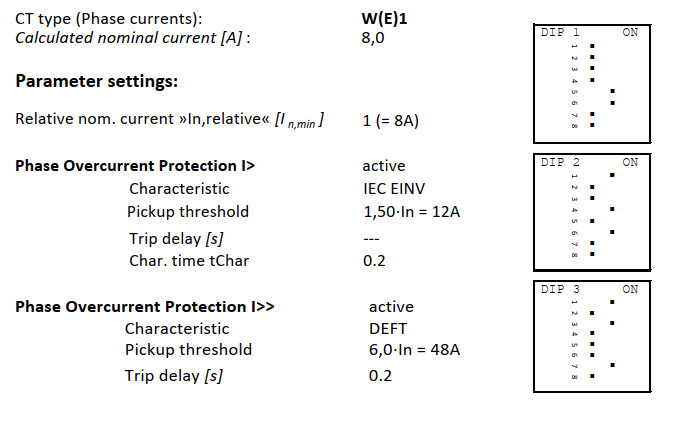 CT type (Phase currents): W(E)1
Calculated nominal current [A] : 8,0
Parameter settings:
Relative nom. current »In,relative« [I n,min ] 1 (= 8A)
Phase Overcurrent Protection I> active
Characteristic IEC EINV
Pickup threshold 1,50·In = 12A
Trip delay [s] ---
Char. time tChar 0.2
Phase Overcurrent Protection I>> active
Characteristic DEFT
Pickup threshold 6,0·In = 48A
Trip delay [s] 0.2
DIP 1 ON
1
2
3
4
5
6
7
8
DIP 2 ON
1
2
3
4
5
6
7
8
DIP 3 ON
1
2
3
4
5
6
7
8